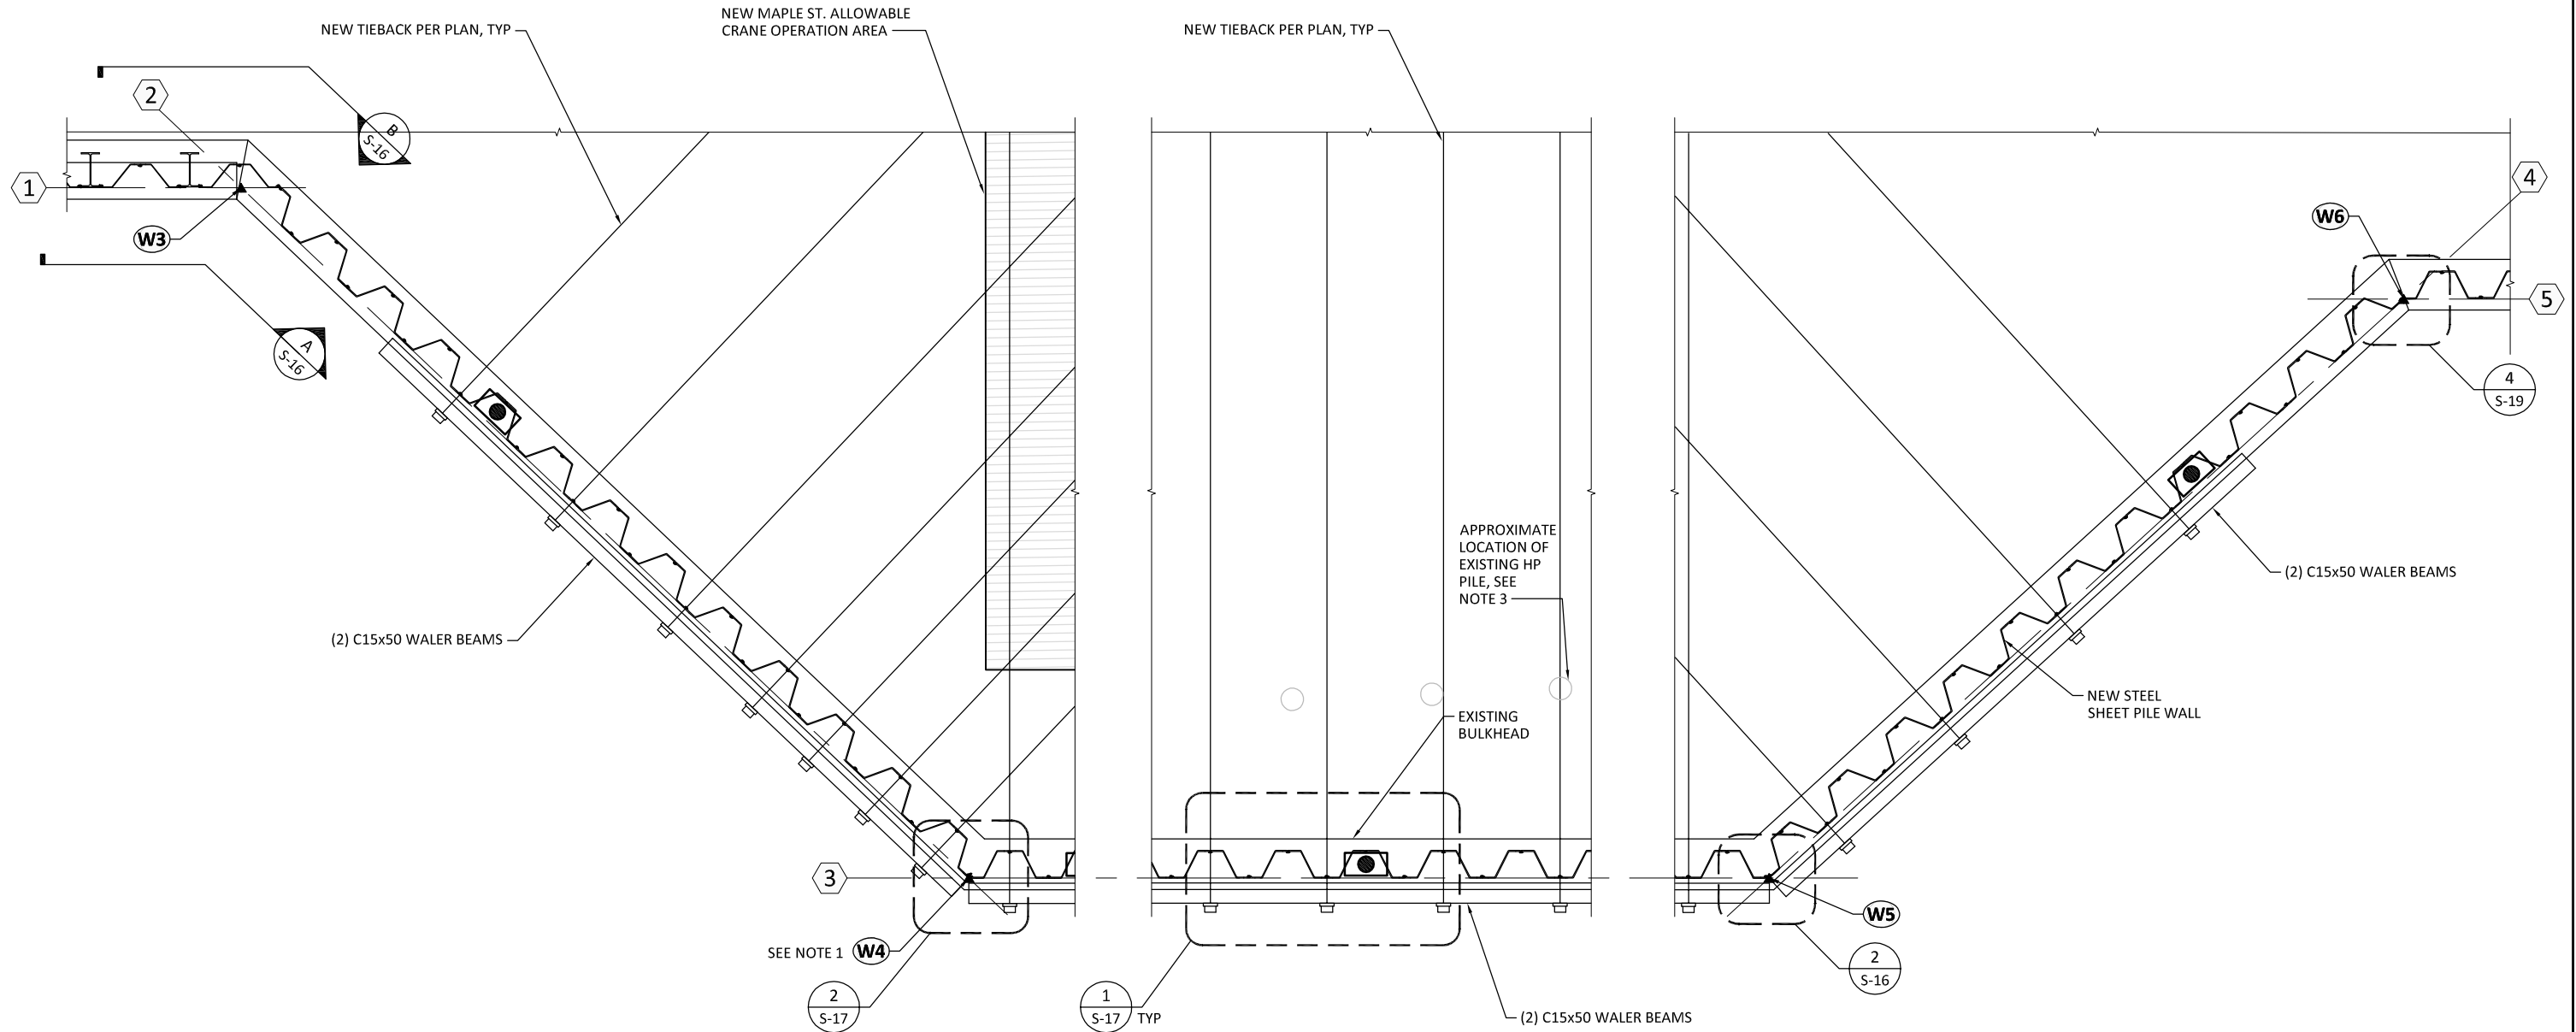 NEW MAPLE ST. ALLOWABLE
CRANE OPERATION AREA
NEW TIEBACK PER PLAN, TYP
NEW TIEBACK PER PLAN, TYP
2
B
S-16
1
4
W3
W6
5
A
S-16
4
S-19
APPROXIMATE
LOCATION OF
EXISTING HP
PILE, SEE
NOTE 3
(2) C15x50 WALER BEAMS
(2) C15x50 WALER BEAMS
NEW STEEL
SHEET PILE WALL
EXISTING
BULKHEAD
3
W5
SEE NOTE 1 W4
2
S-16
2
S-17
1
S-17 TYP
(2) C15x50 WALER BEAMS